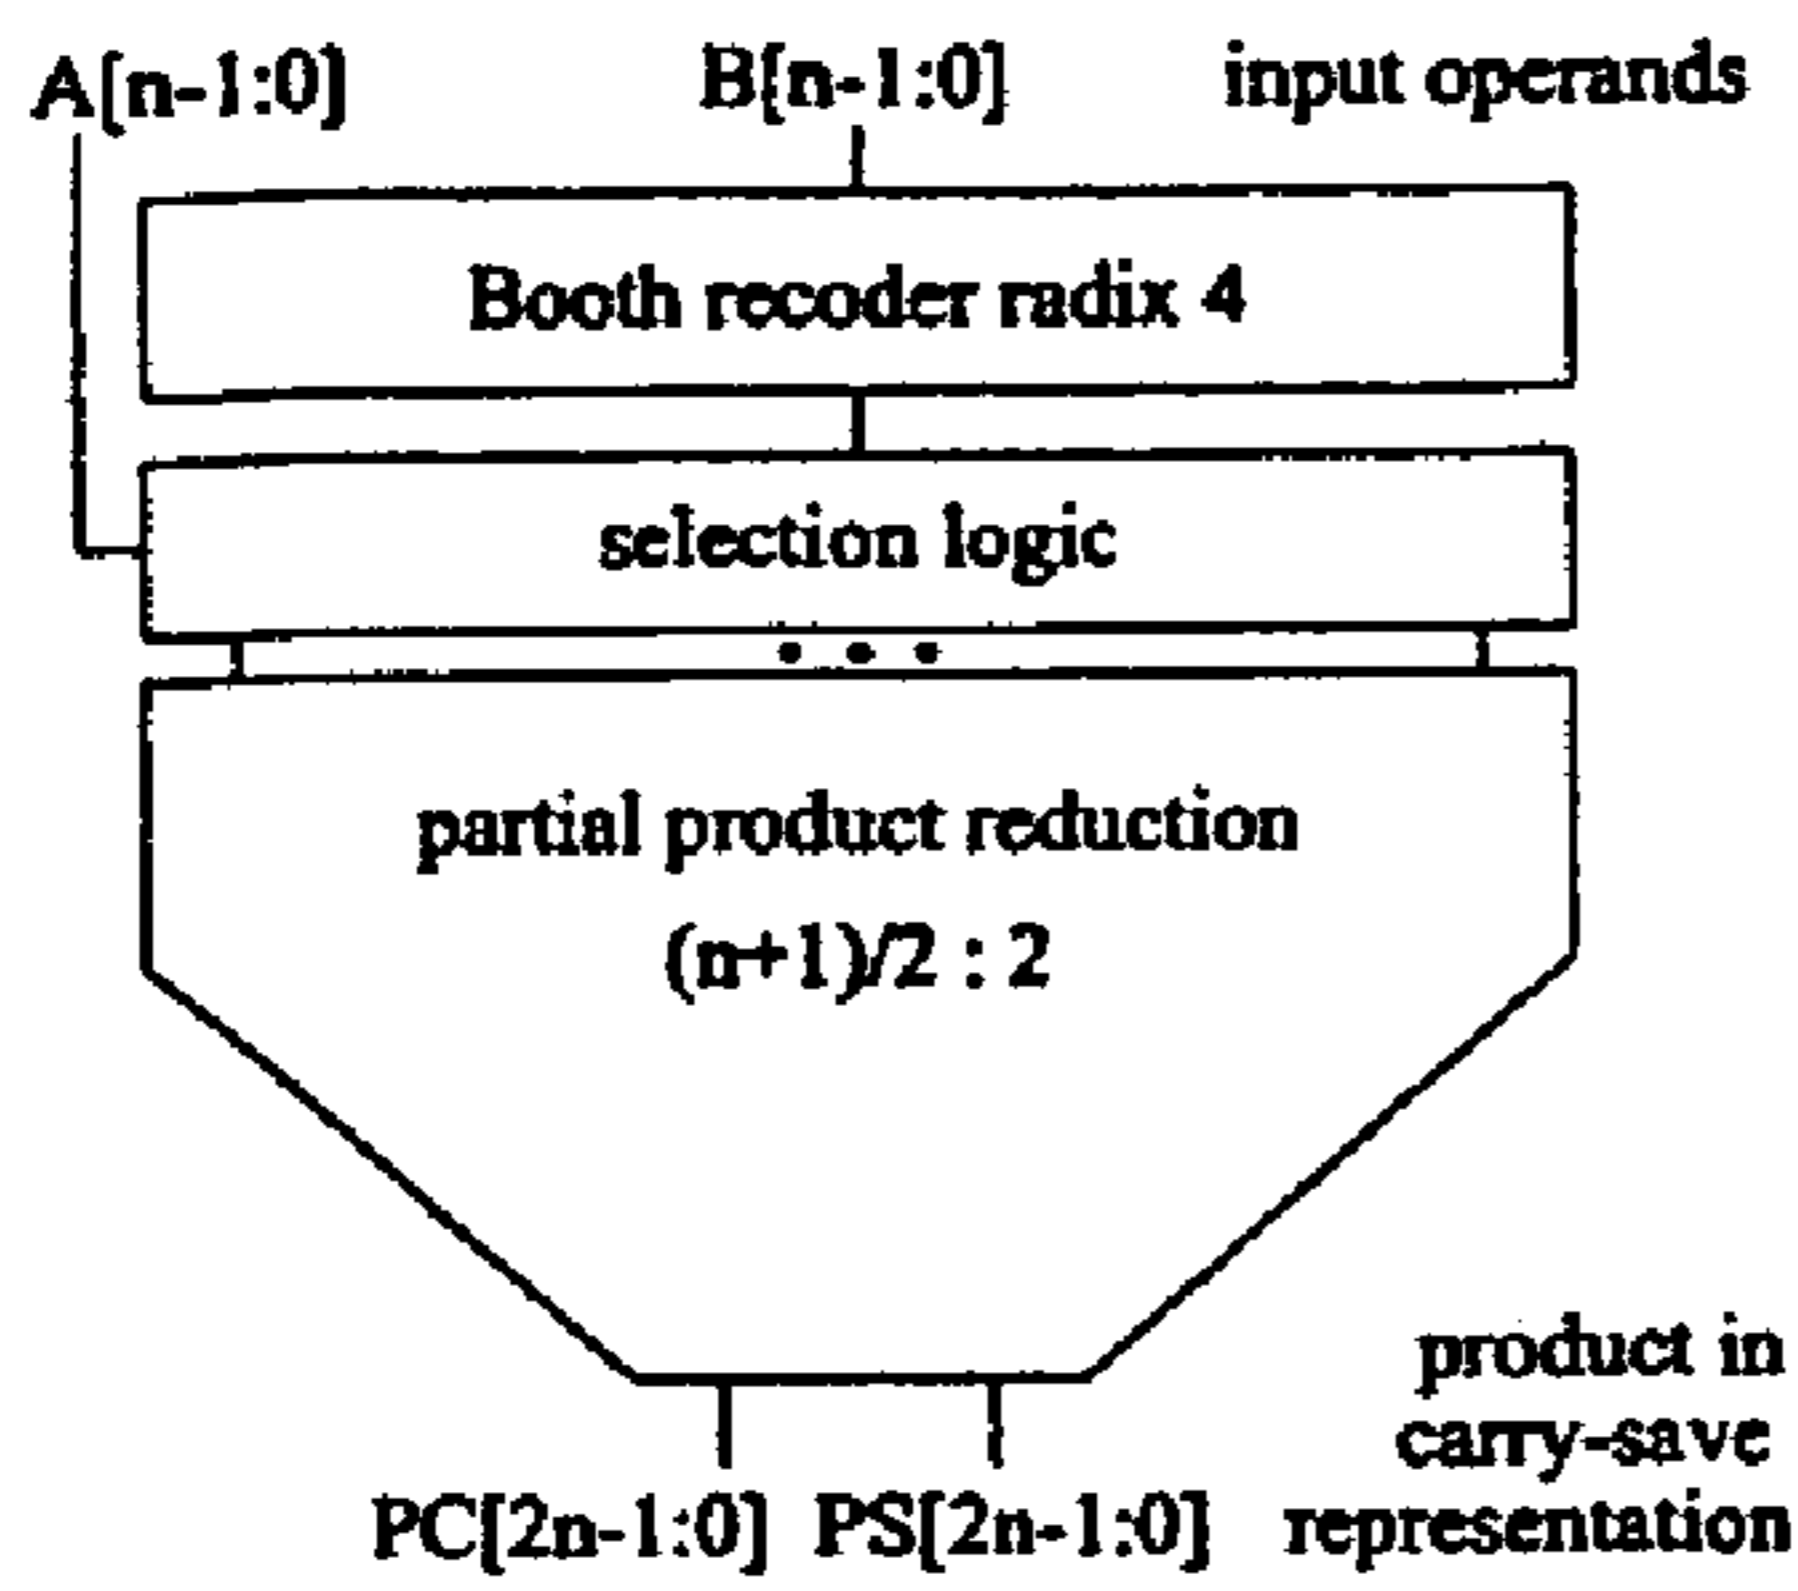 A[n-1:0] B[n-1:0] input operands
Booth recoder radix 4
selection logic
partial product reduction
(n+1)/2 : 2
product in
carry-save
PC[2n-1:0] PS[2n-1:0] representation